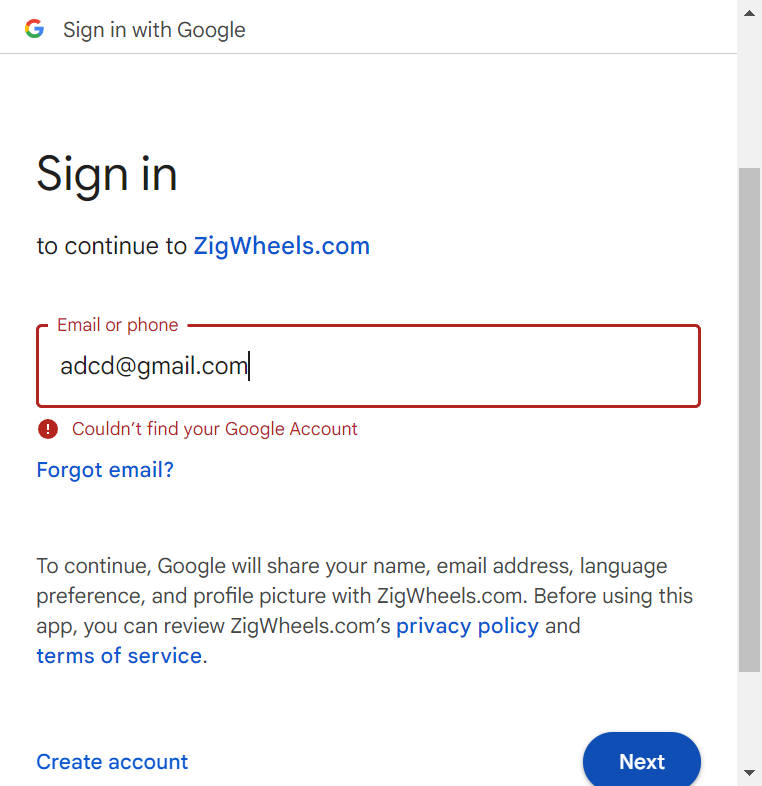 Sign in with Google
Sign in
to continue to ZigWheels.com
Email or phone
adcd@gmail.com
Couldn’t find your Google Account
Forgot email?
To continue, Google will share your name, email address, language
preference, and profile picture with ZigWheels.com. Before using this
app, you can review ZigWheels.com’s privacy policy and
terms of service.
Create account
Next